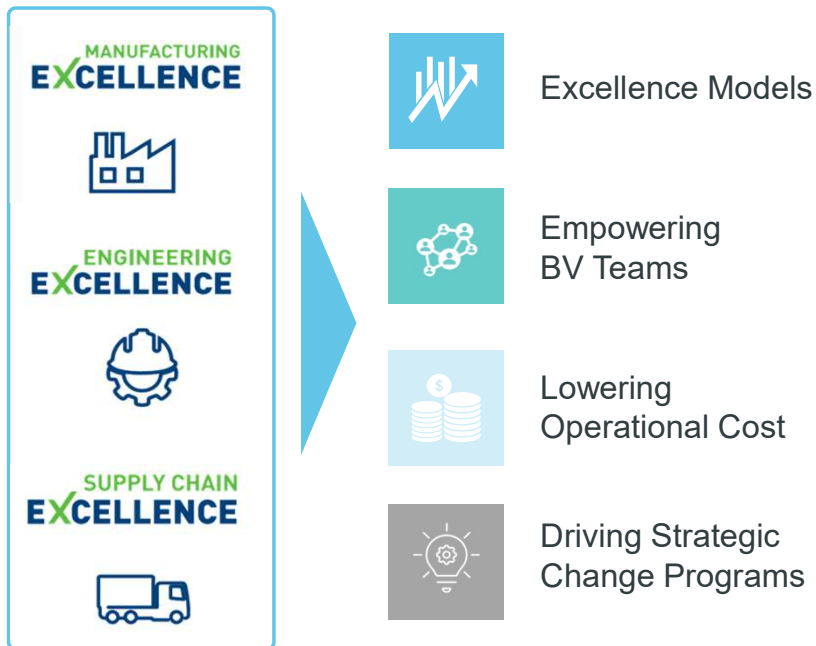 MANUFACTURING
EXCELLENCE
ENGINEERING
EXCELLENCE
SUPPLY CHAIN
EXCELLENCE
Excellence Models
Empowering
BV Teams
$
Lowering
Operational Cost
Driving Strategic
Change Programs